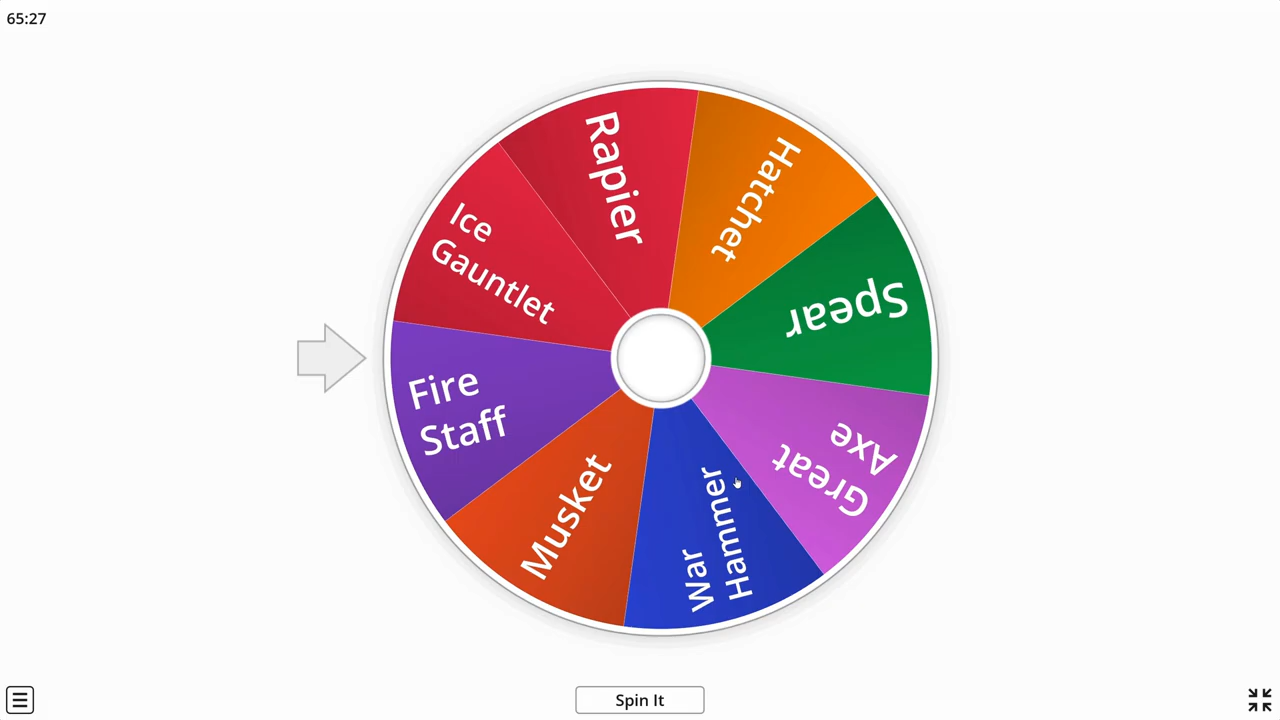 65:27
Rapier
Hatchet
Spear
Great
Axe
War
Hammer
Musket
Fire
Staff
Ice
Gauntlet
Spin It